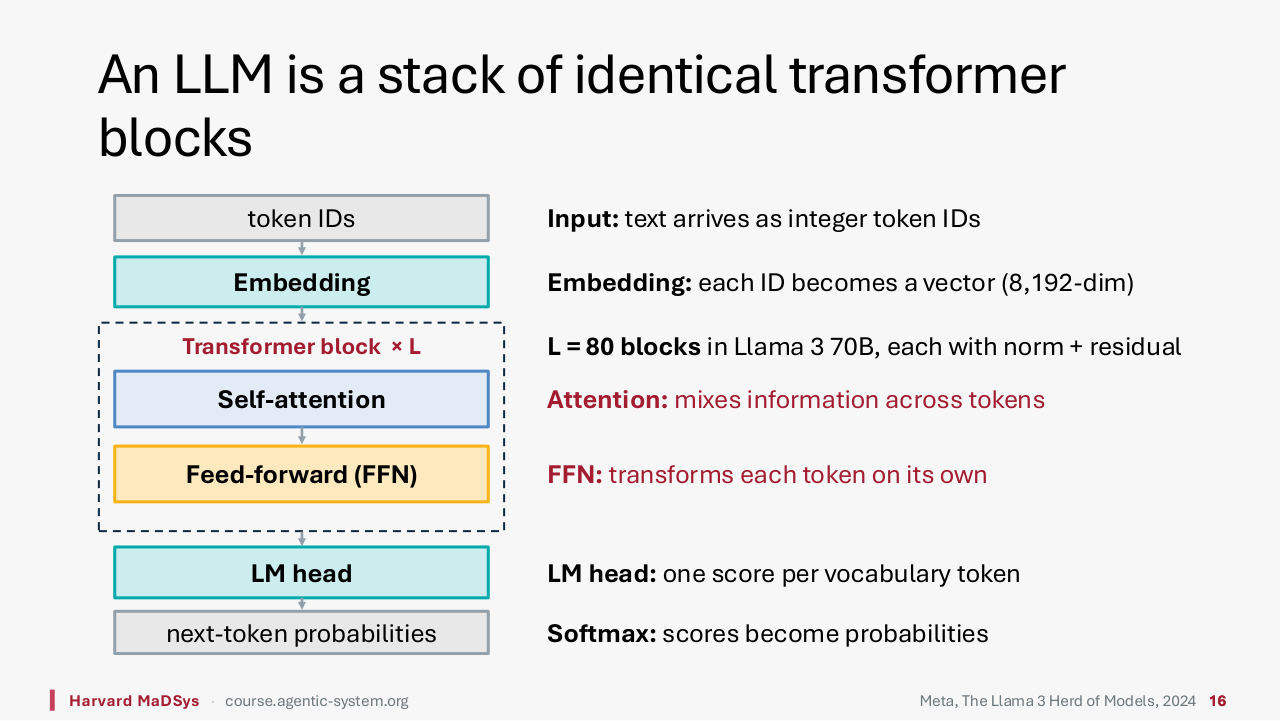 An LLM is a stack of identical transformer
blocks
token IDs
Input: text arrives as integer token IDs
Embedding
Embedding: each ID becomes a vector (8,192-dim)
Transformer block × L
L = 80 blocks in Llama 3 70B, each with norm + residual
Self-attention
Attention: mixes information across tokens
Feed-forward (FFN)
FFN: transforms each token on its own
LM head
LM head: one score per vocabulary token
next-token probabilities
Softmax: scores become probabilities
Harvard MaDSys · course.agentic-system.org
Meta, The Llama 3 Herd of Models, 2024 16